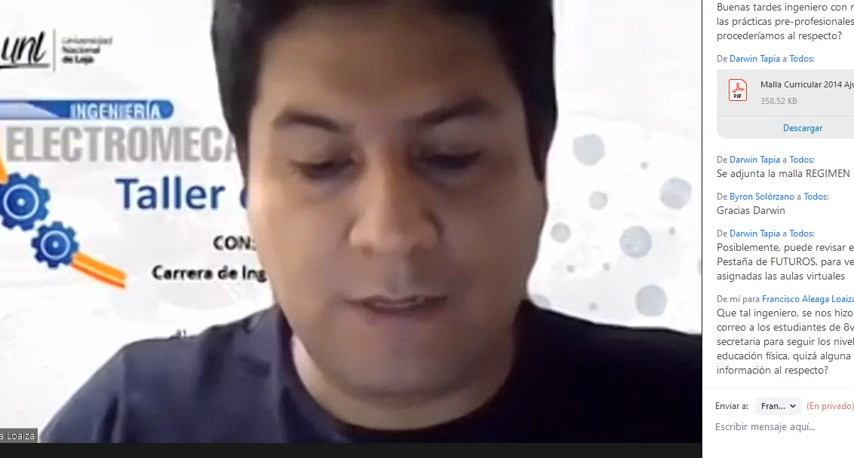 unl
Universidad
Nacional
de Loja
INGENIERÍA
ELECTROMECÁ
Taller
CON:
Carrera de Ing
a Loaiza
Buenas tardes ingeniero con r
las prácticas pre-profesionales
procederíamos al respecto?
De Darwin Tapia a Todos:
Malla Curricular 2014 Aju
PDF
358.52 KB
Descargar
De Darwin Tapia a Todos:
Se adjunta la malla REGIMEN
De Byron Solórzano a Todos:
Gracias Darwin
De Darwin Tapia a Todos:
Posiblemente, puede revisar e
Pestaña de FUTUROS, para ve
asignadas las aulas virtuales
De mí para Francisco Aleaga Loaiza
Que tal ingeniero, se nos hizo
correo a los estudiantes de 8v
secretaria para seguir los nivel
educación física, quizá alguna
información al respecto?
Enviar a: Fran... (En privado)
Escribir mensaje aquí...